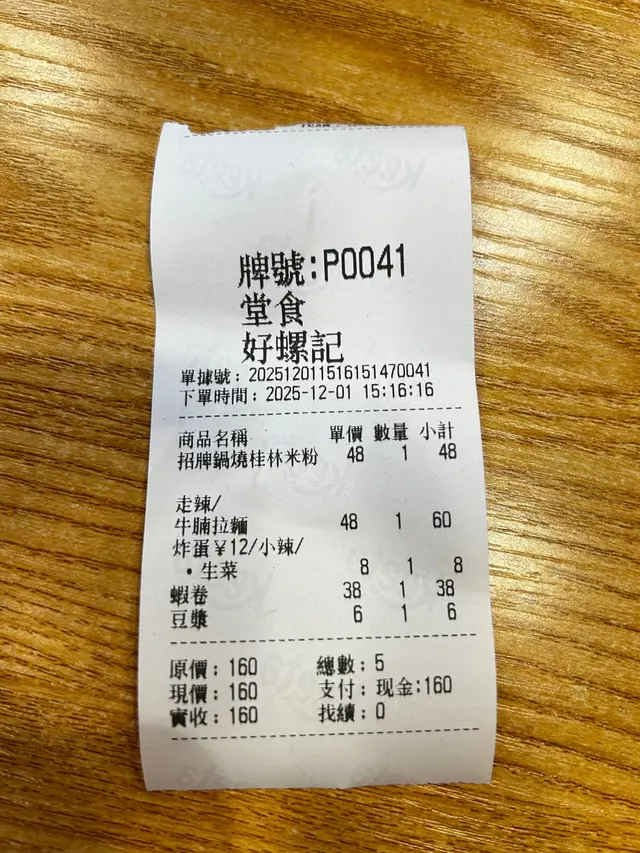 牌號:P0041
堂食
好螺記
單據號: 20251201151615147​0041
下單時間: 2025-12-01 15:16:16
商品名稱 單價 數量 小計
招牌鍋燒桂林米粉 48 1 48
走辣/
牛腩拉麵 48 1 60
炸蛋¥12/小辣/
・生菜 8 1 8
蝦卷 38 1 38
豆漿 6 1 6
原價: 160 總數: 5
現價: 160 支付: 现金:160
實收: 160 找續: 0